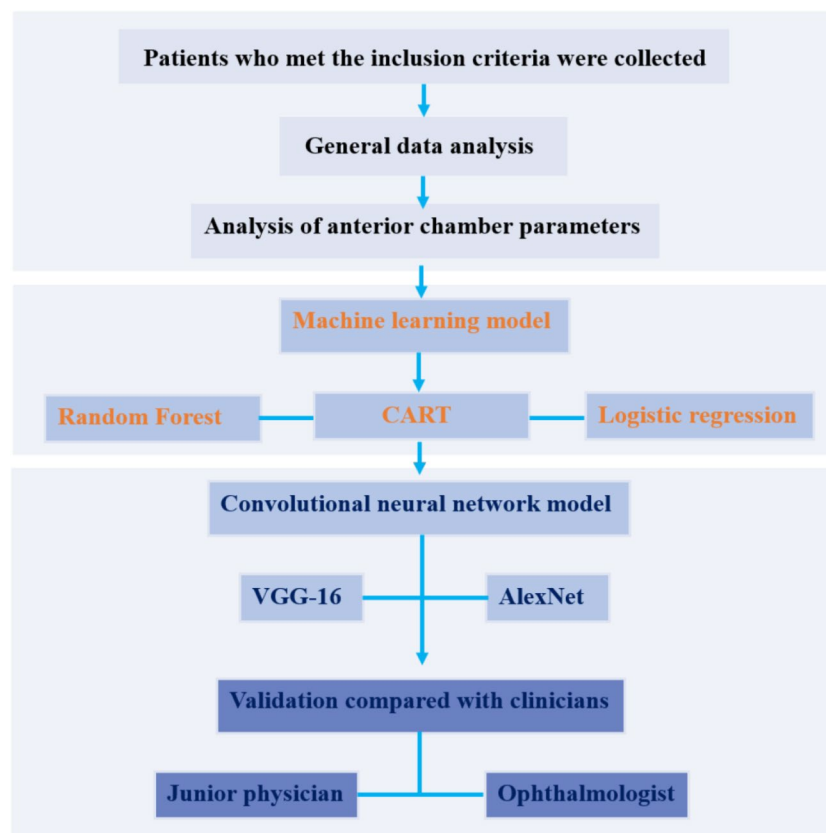 Patients who met the inclusion criteria were collected
General data analysis
Analysis of anterior chamber parameters
Machine learning model
Random Forest
CART
Logistic regression
Convolutional neural network model
VGG-16
AlexNet
Validation compared with clinicians
Junior physician
Ophthalmologist